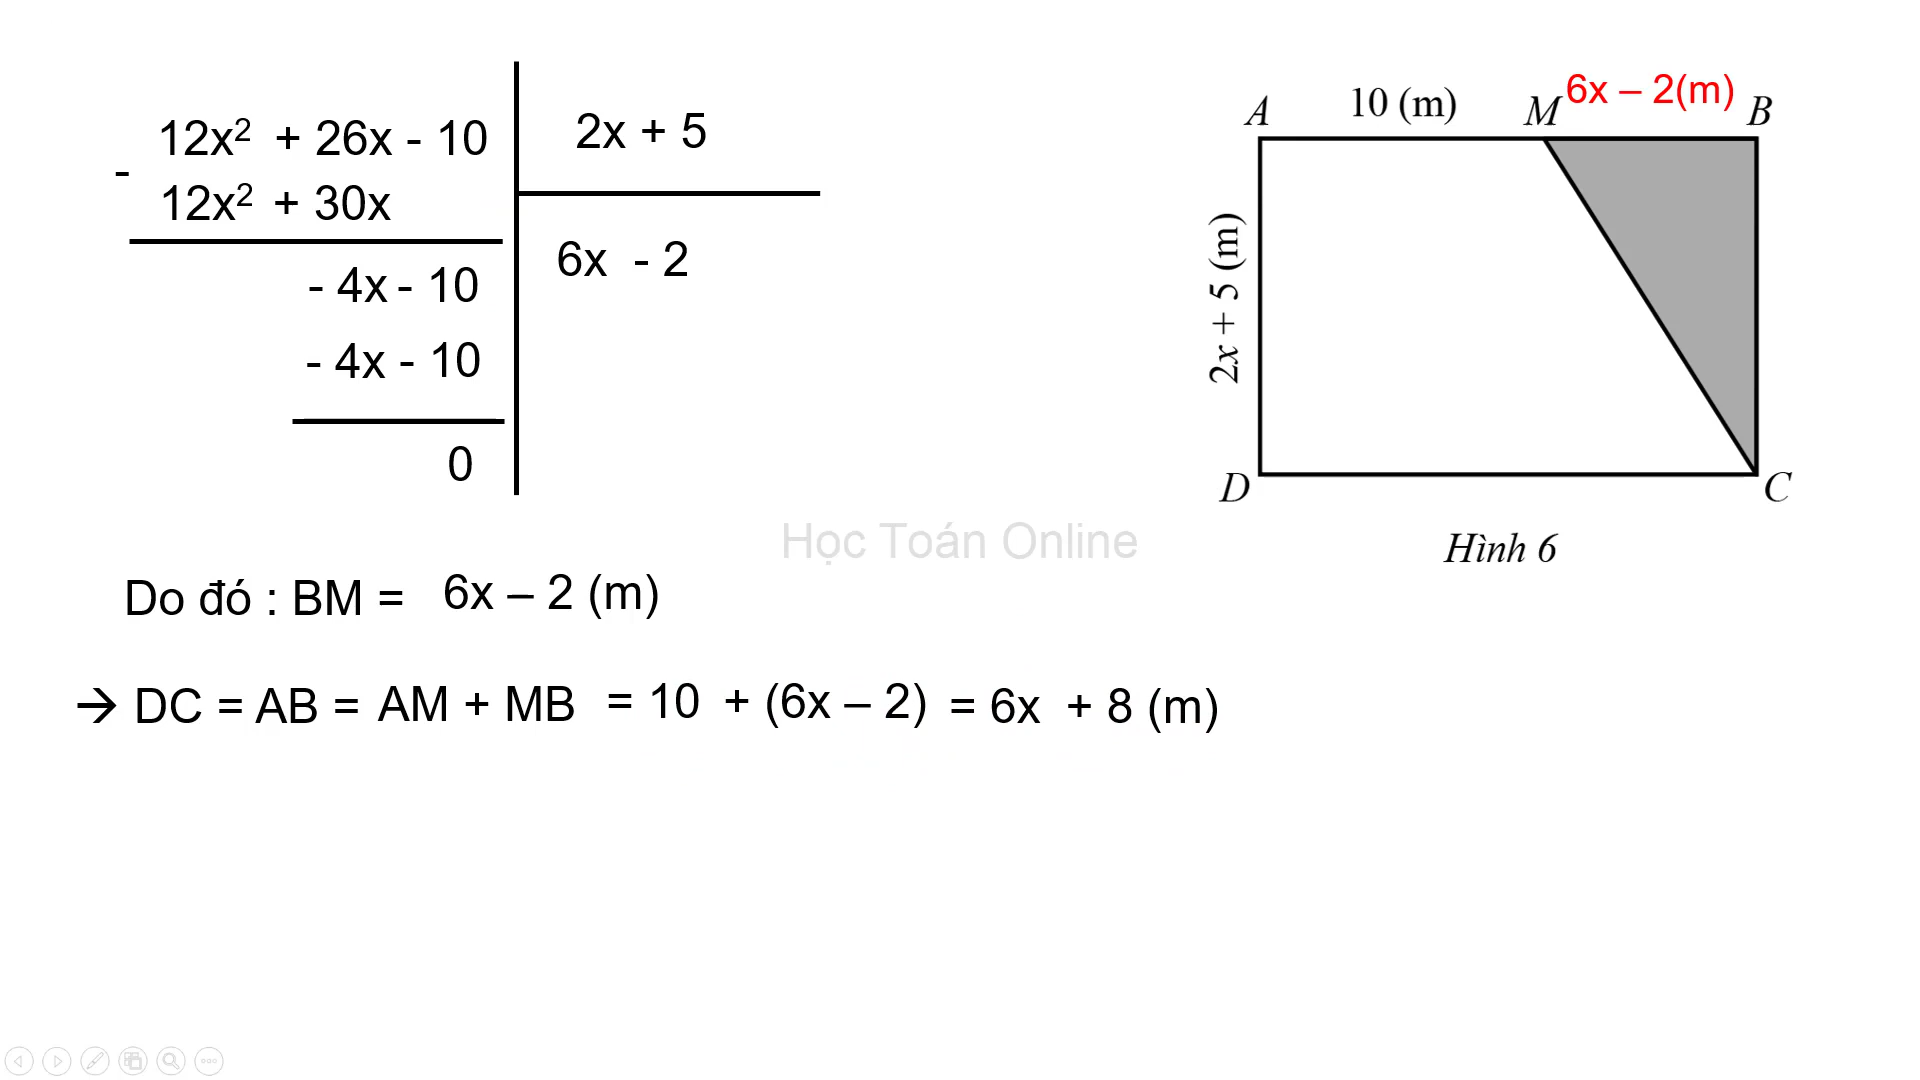 12x² + 26x - 10
2x + 5
-
12x² + 30x
6x - 2
- 4x - 10
- 4x - 10
0
A
10 (m)
M
6x – 2(m)
B
2x + 5 (m)
D
C
Hình 6
Học Toán Online
Do đó : BM = 6x – 2 (m)
→ DC = AB = AM + MB = 10 + (6x – 2) = 6x + 8 (m)